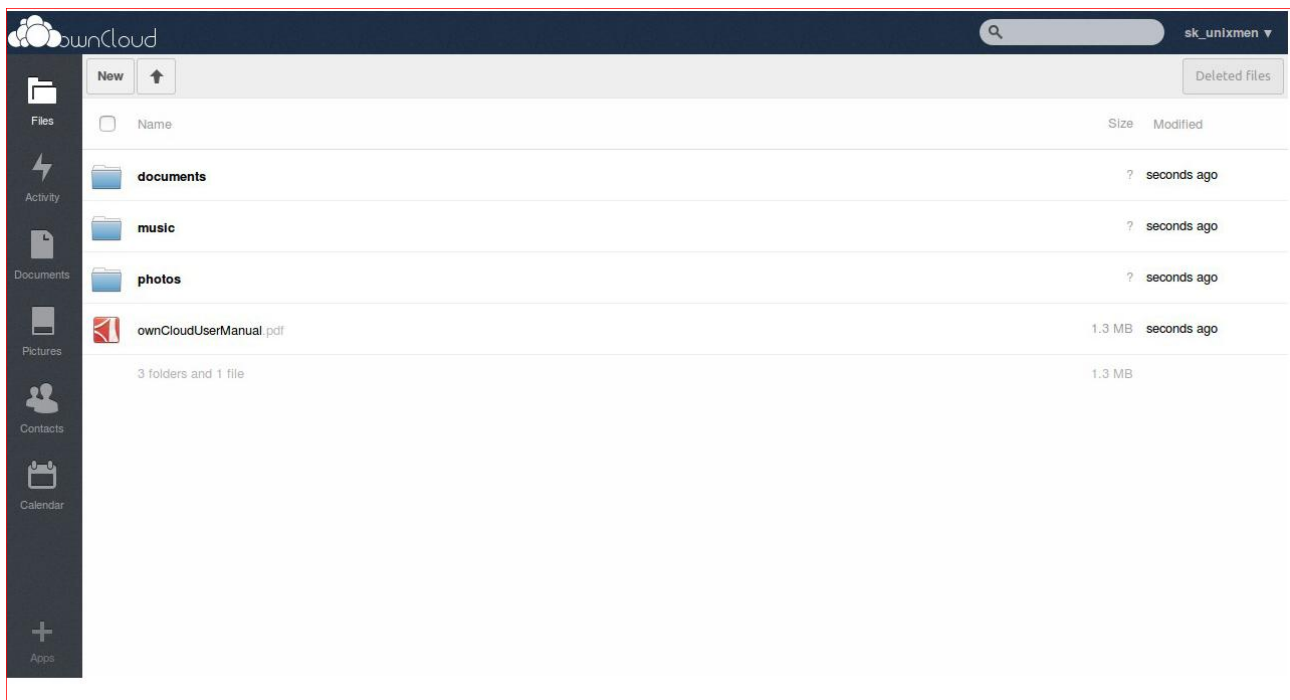 ownCloud
sk_unixmen ▼
Files
Activity
Documents
Pictures
Contacts
Calendar
Apps
New
Deleted files
Name Size Modified
documents ? seconds ago
music ? seconds ago
photos ? seconds ago
ownCloudUserManual.pdf 1.3 MB seconds ago
3 folders and 1 file 1.3 MB